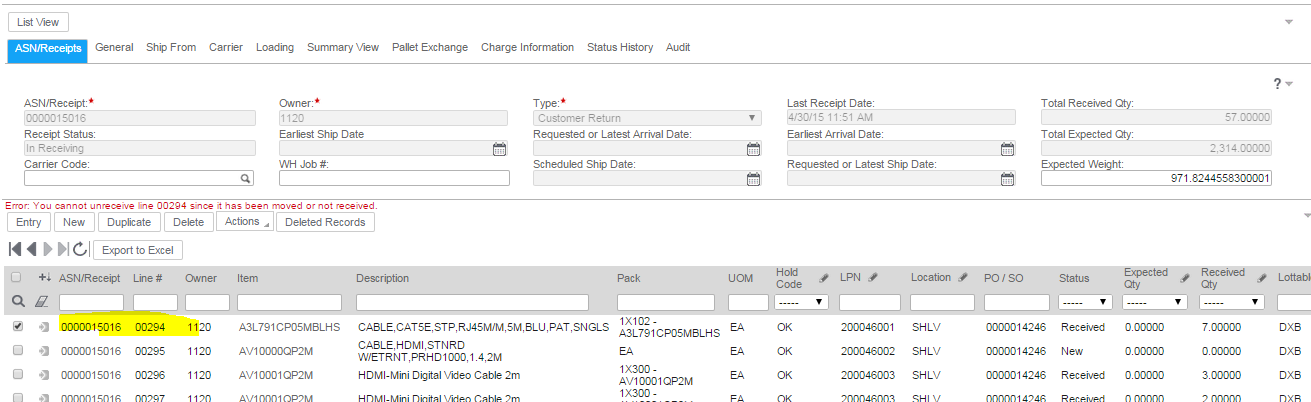 List View
ASN/Receipts General Ship From Carrier Loading Summary View Pallet Exchange Charge Information Status History Audit
?
ASN/Receipt:* Owner:* Type:* Last Receipt Date: Total Received Qty:
0000015016 1120 Customer Return 4/30/15 11:51 AM 57.00000
Receipt Status: Earliest Ship Date Requested or Latest Arrival Date: Earliest Arrival Date: Total Expected Qty:
In Receiving 2,314.00000
Carrier Code: WH Job #: Scheduled Ship Date: Requested or Latest Ship Date: Expected Weight:
971.8244558300001
Error: You cannot unreceive line 00294 since it has been moved or not received.
Entry New Duplicate Delete Actions Deleted Records
Export to Excel
ASN/Receipt Line # Owner Item Description Pack UOM Hold Code LPN Location PO / SO Status Expected Qty Received Qty Lottabl
----- ----- ----- -----
0000015016 00294 1120 A3L791CP05MBLHS CABLE,CAT5E,STP,RJ45M/M,5M,BLU,PAT,SNGLS 1X102 - A3L791CP05MBLHS EA OK 200046001 SHLV 0000014246 Received 0.00000 7.00000 DXB
0000015016 00295 1120 AV10000QP2M CABLE,HDMI,STNRD W/ETRNT,PRHD1000,1.4,2M EA EA OK 200046002 SHLV 0000014246 New 0.00000 0.00000 DXB
0000015016 00296 1120 AV10001QP2M HDMI-Mini Digital Video Cable 2m 1X300 - AV10001QP2M EA OK 200046003 SHLV 0000014246 Received 0.00000 3.00000 DXB
0000015016 00297 1120 AV10001QP2M HDMI-Mini Digital Video Cable 2m 1X300 - EA OK 200046004 SHLV 0000014246 Received 0.00000 2.00000 DXB